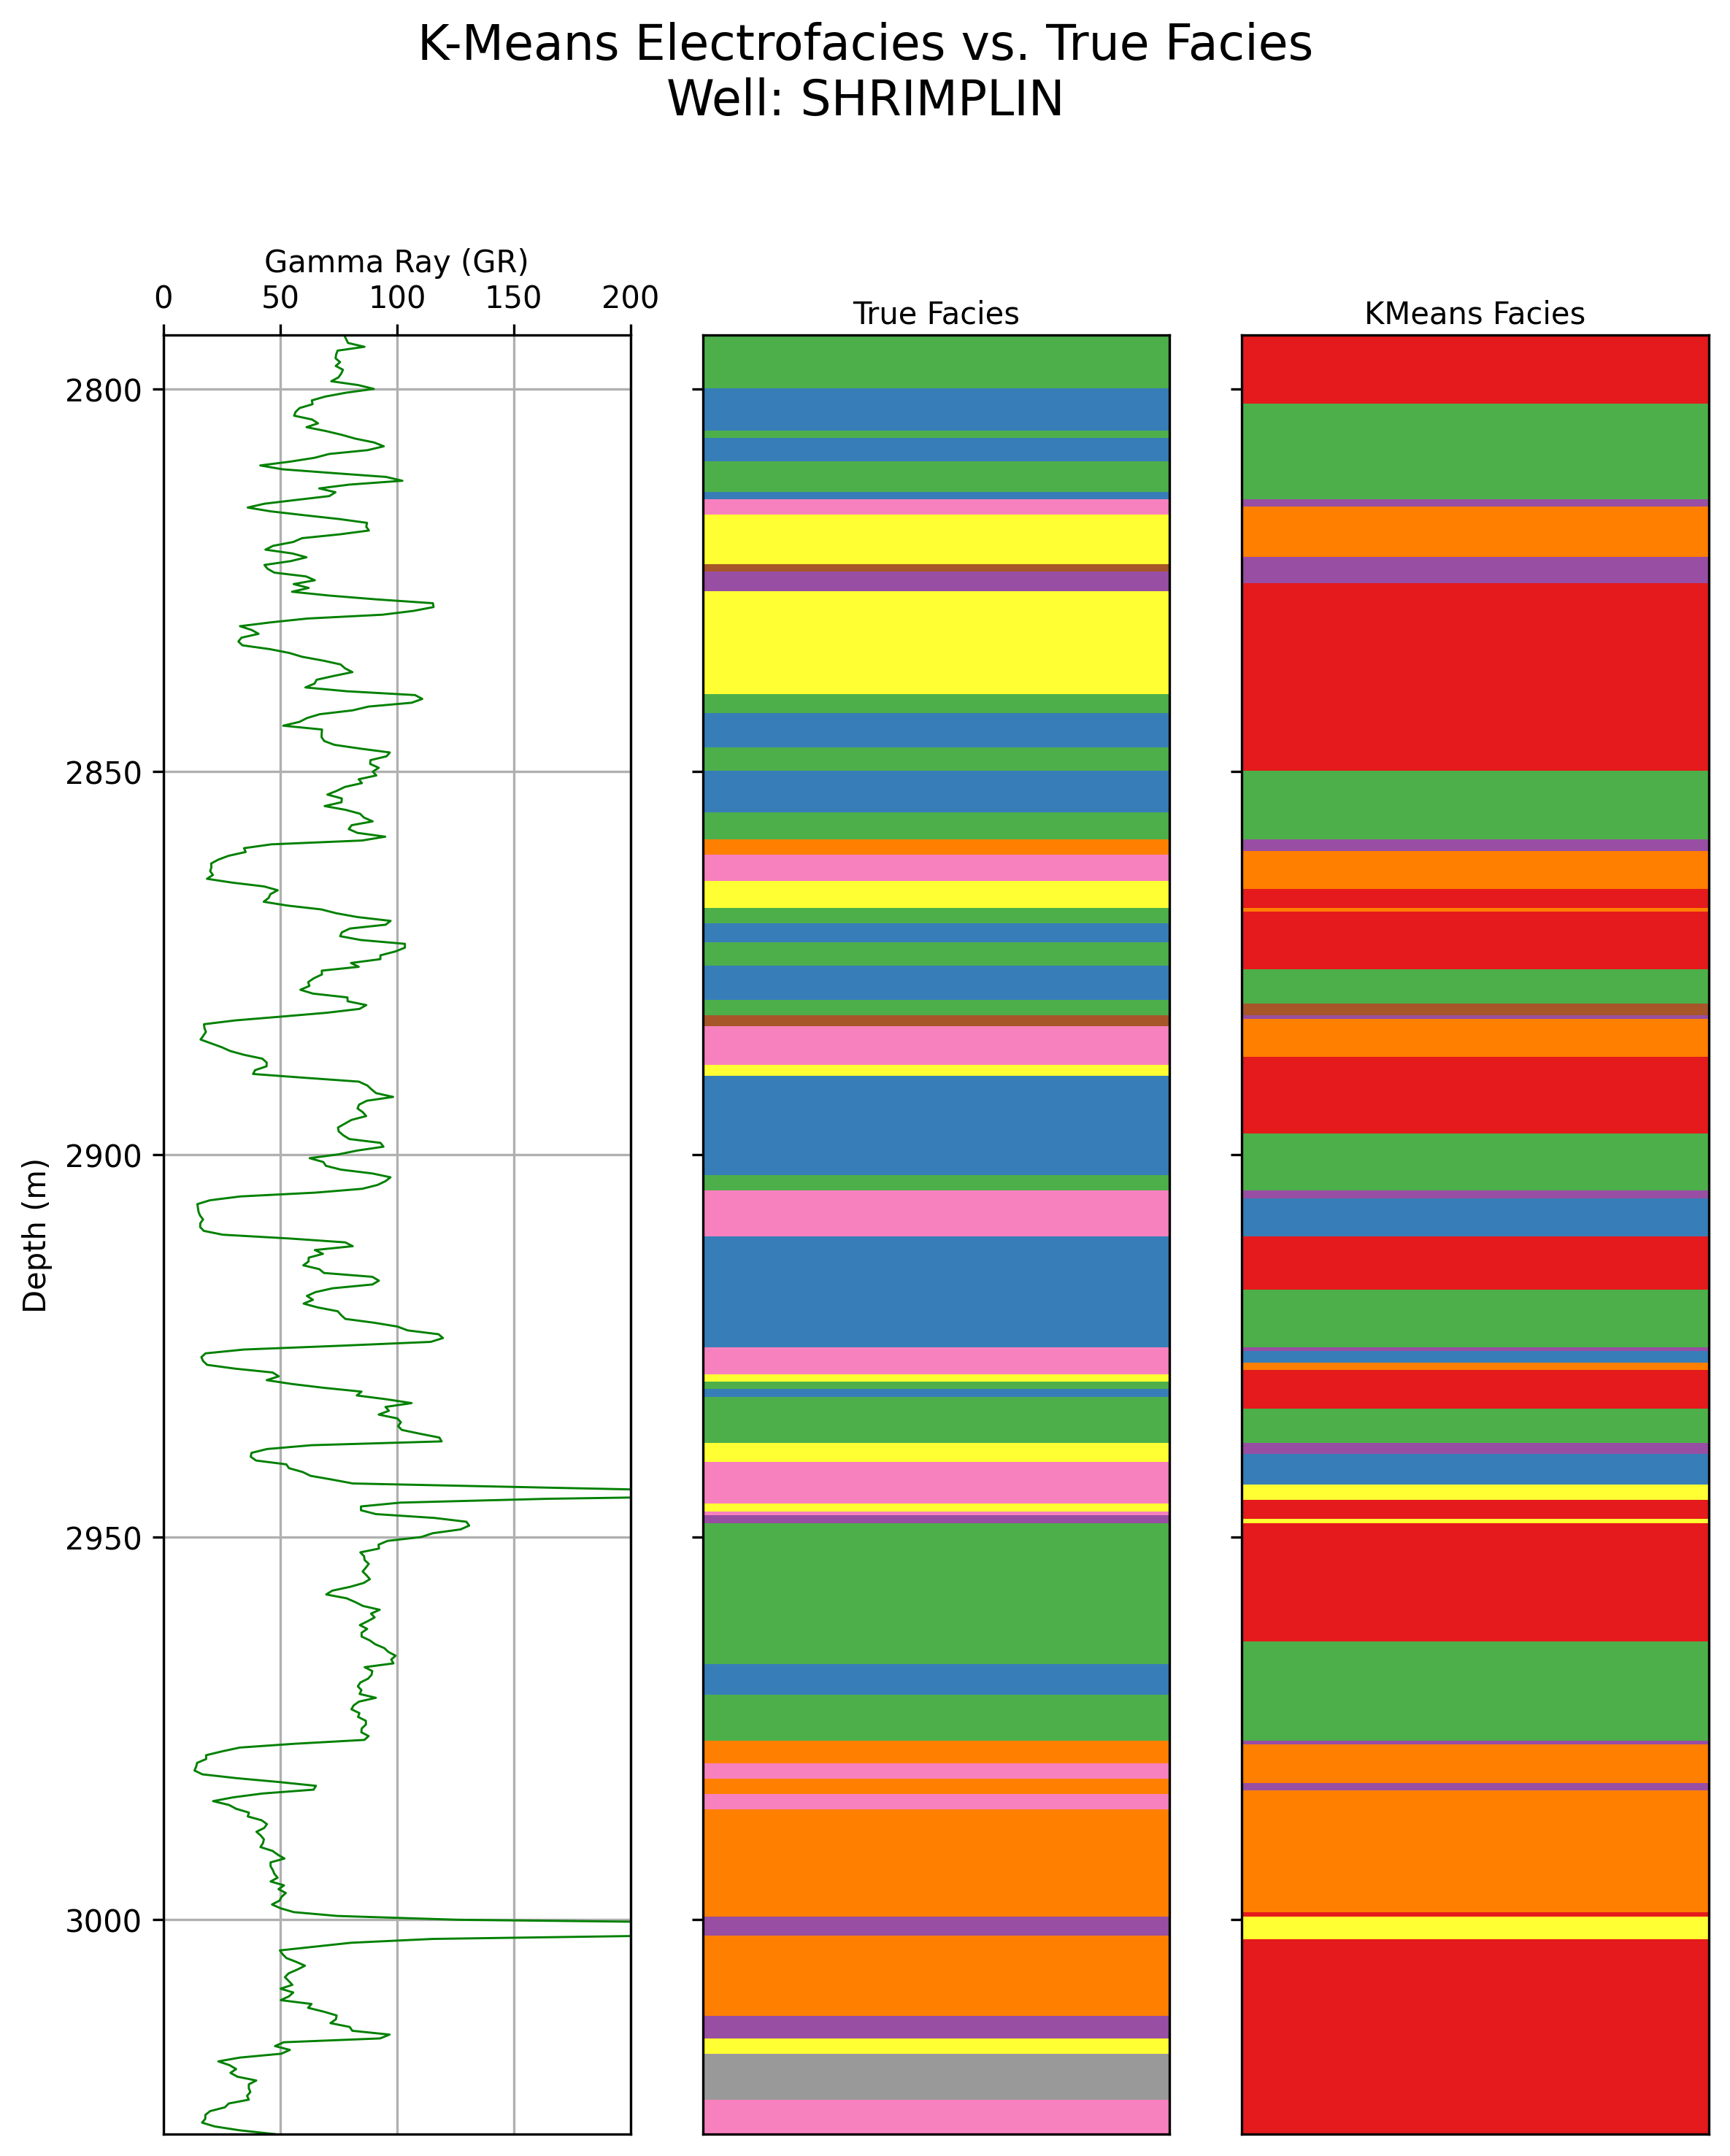 K-Means Electrofacies vs. True Facies
Well: SHRIMPLIN
Gamma Ray (GR)
0 50 100 150 200
True Facies
KMeans Facies
2800
2850
2900
2950
3000
Depth (m)